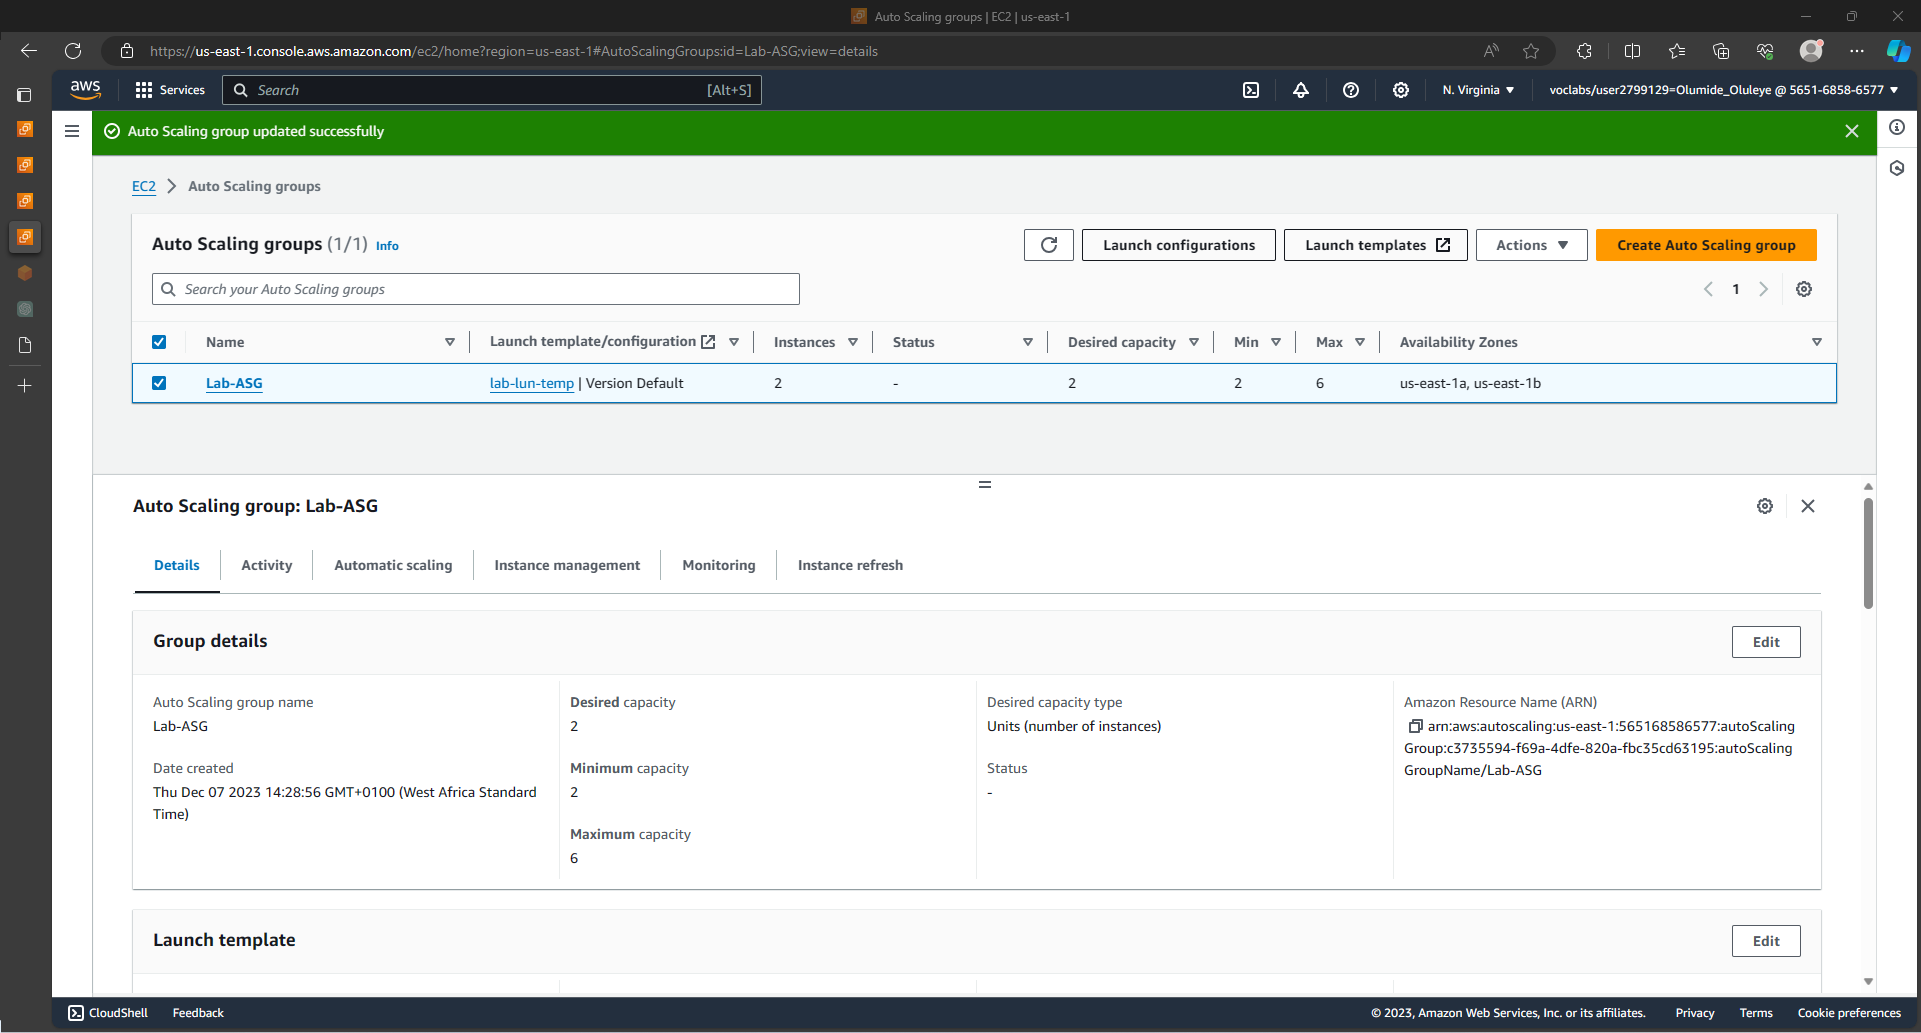 Auto Scaling groups | EC2 | us-east-1
https://us-east-1.console.aws.amazon.com/ec2/home?region=us-east-1#AutoScalingGroups:id=Lab-ASG;view=details
aws Services Search [Alt+S] N. Virginia voclabs/user2799129=Olumide_Oluleye @ 5651-6858-6577
Auto Scaling group updated successfully
EC2 Auto Scaling groups
Auto Scaling groups (1/1) Info Launch configurations Launch templates Actions Create Auto Scaling group
Search your Auto Scaling groups 1
Name Launch template/configuration Instances Status Desired capacity Min Max Availability Zones
Lab-ASG lab-lun-temp | Version Default 2 - 2 2 6 us-east-1a, us-east-1b
Auto Scaling group: Lab-ASG
Details Activity Automatic scaling Instance management Monitoring Instance refresh
Group details Edit
Auto Scaling group name
Lab-ASG
Date created
Thu Dec 07 2023 14:28:56 GMT+0100 (West Africa Standard
Time)
Desired capacity
2
Minimum capacity
2
Maximum capacity
6
Desired capacity type
Units (number of instances)
Status
-
Amazon Resource Name (ARN)
arn:aws:autoscaling:us-east-1:565168586577:autoScaling
Group:c3735594-f69a-4dfe-820a-fbc35cd63195:autoScaling
GroupName/Lab-ASG
Launch template Edit
CloudShell Feedback © 2023, Amazon Web Services, Inc. or its affiliates. Privacy Terms Cookie preferences